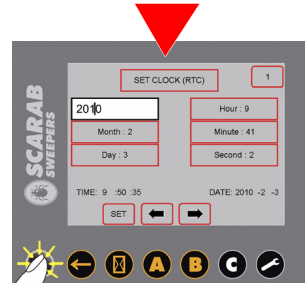 SET CLOCK (RTC)
1
2010
Hour : 9
Month : 2
Minute : 41
Day : 3
Second : 2
TIME: 9 :50 :35
DATE: 2010 -2 -3
SET
SCARAB
SWEEPERS
A
B
C